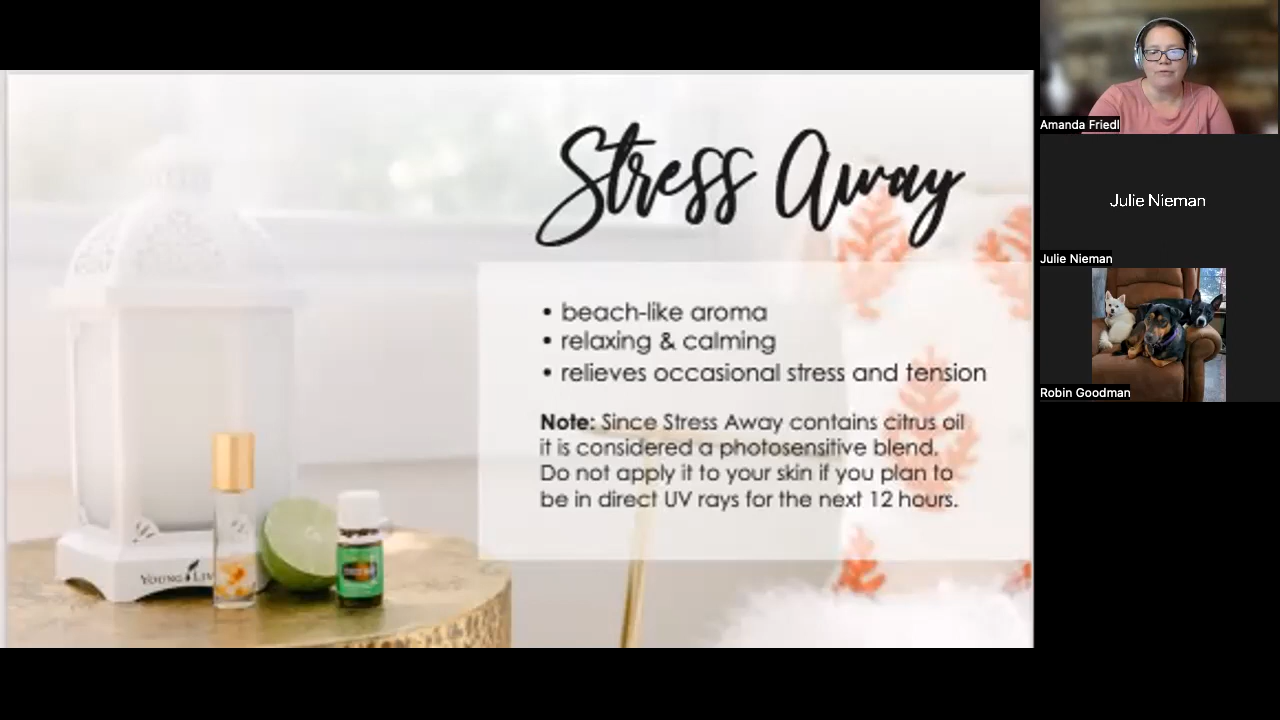 Stress Away
• beach-like aroma
• relaxing & calming
• relieves occasional stress and tension
Note: Since Stress Away contains citrus oil
it is considered a photosensitive blend.
Do not apply it to your skin if you plan to
be in direct UV rays for the next 12 hours.
Amanda Friedl
Julie Nieman
Julie Nieman
Robin Goodman